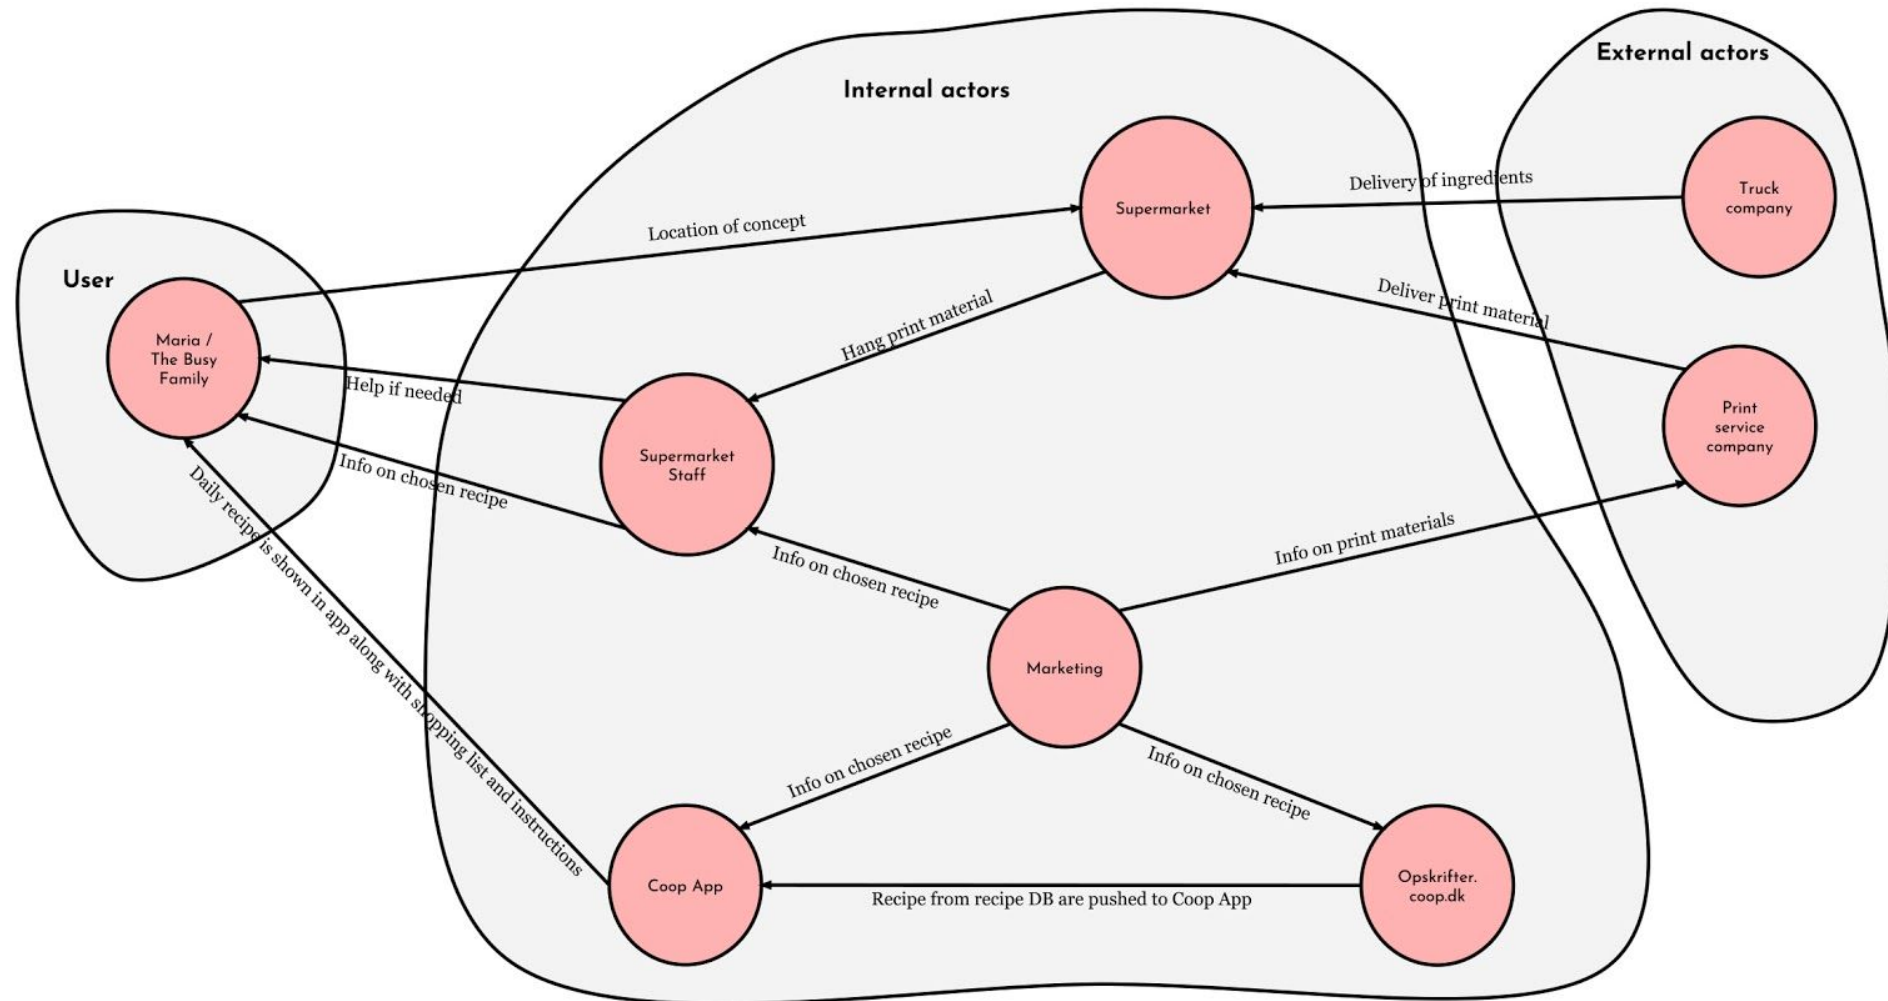 External actors
Internal actors
Truck
company
Delivery of ingredients
Supermarket
Location of concept
User
Deliver print material
Hang print material
Maria /
The Busy
Family
Help if needed
Print
service
company
Supermarket
Staff
Info on chosen recipe
Daily recipe is shown in app along with shopping list and instructions
Info on print materials
Info on chosen recipe
Marketing
Info on chosen recipe
Info on chosen recipe
Coop App
Opskrifter.
coop.dk
Recipe from recipe DB are pushed to Coop App